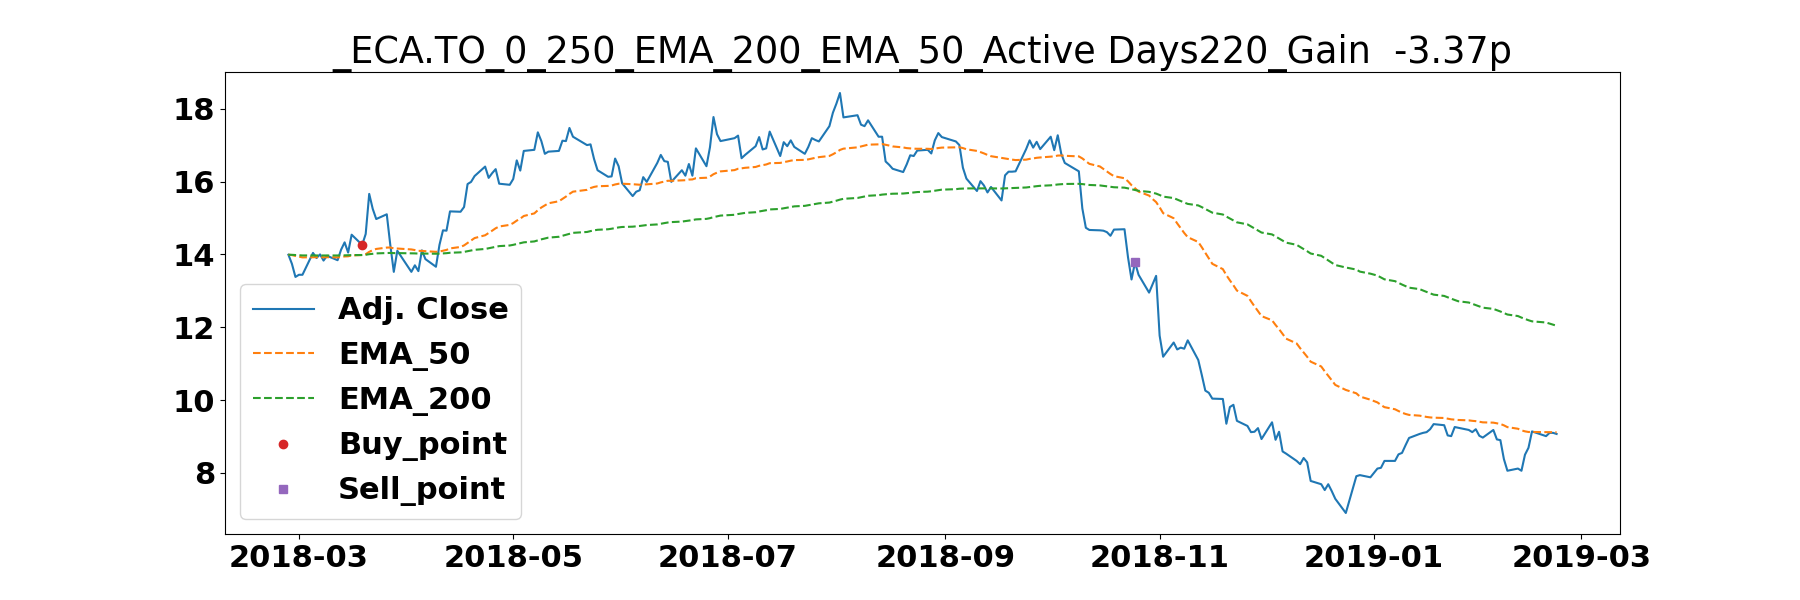 _ECA.TO_0_250_EMA_200_EMA_50_Active Days220_Gain  -3.37p
18
16
14
12
10
8
Adj. Close
EMA_50
EMA_200
Buy_point
Sell_point
2018-03 2018-05 2018-07 2018-09 2018-11 2019-01 2019-03